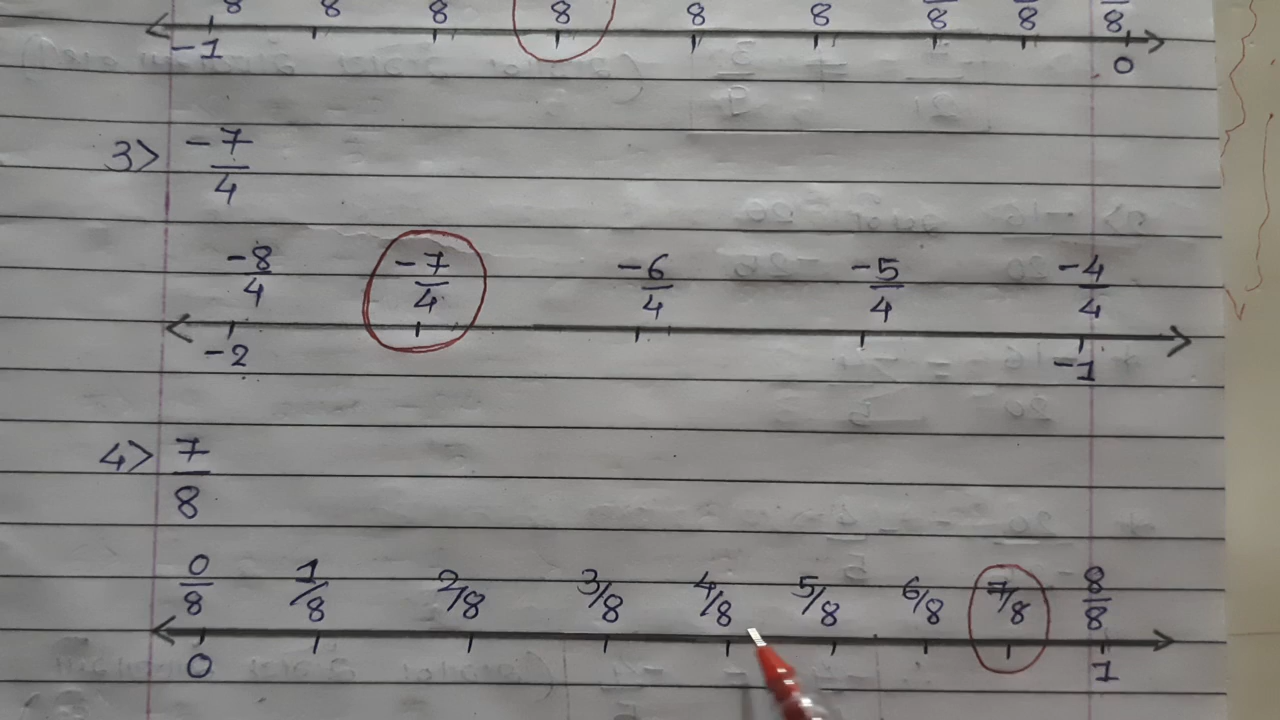 8 8 8 8 8 8 8 8 8
-1 0
3> -7/4
-8/4 -7/4 -6/4 -5/4 -4/4
-2 -1
4> 7/8
0/8 1/8 2/8 3/8 4/8 5/8 6/8 7/8 8/8
0 1